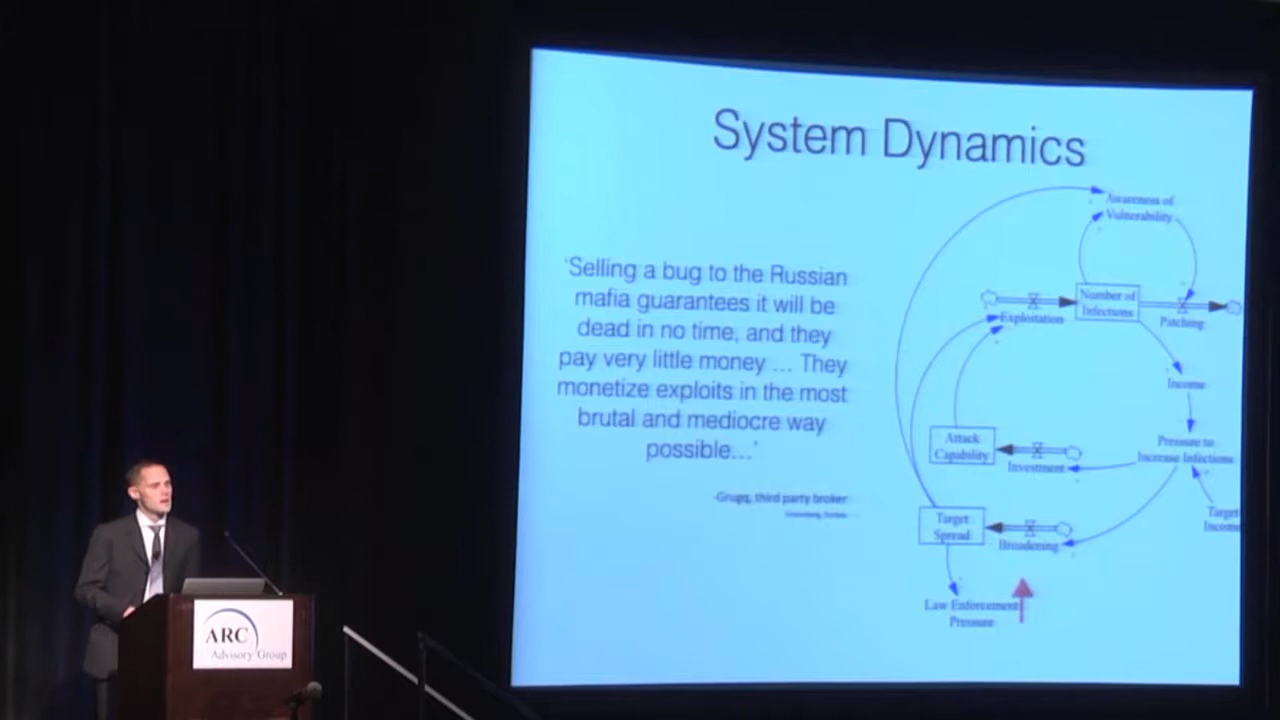 System Dynamics
'Selling a bug to the Russian
mafia guarantees it will be
dead in no time, and they
pay very little money ... They
monetize exploits in the most
brutal and mediocre way
possible...'
-Grugq, third party broker
Awareness of
Vulnerability
Number of
Infections
Exploitation
Patching
Income
Attack
Capability
Investment
Pressure to
Increase Infections
Target
Income
Target
Spread
Broadening
Law Enforcement
Pressure
ARC
Advisory Group